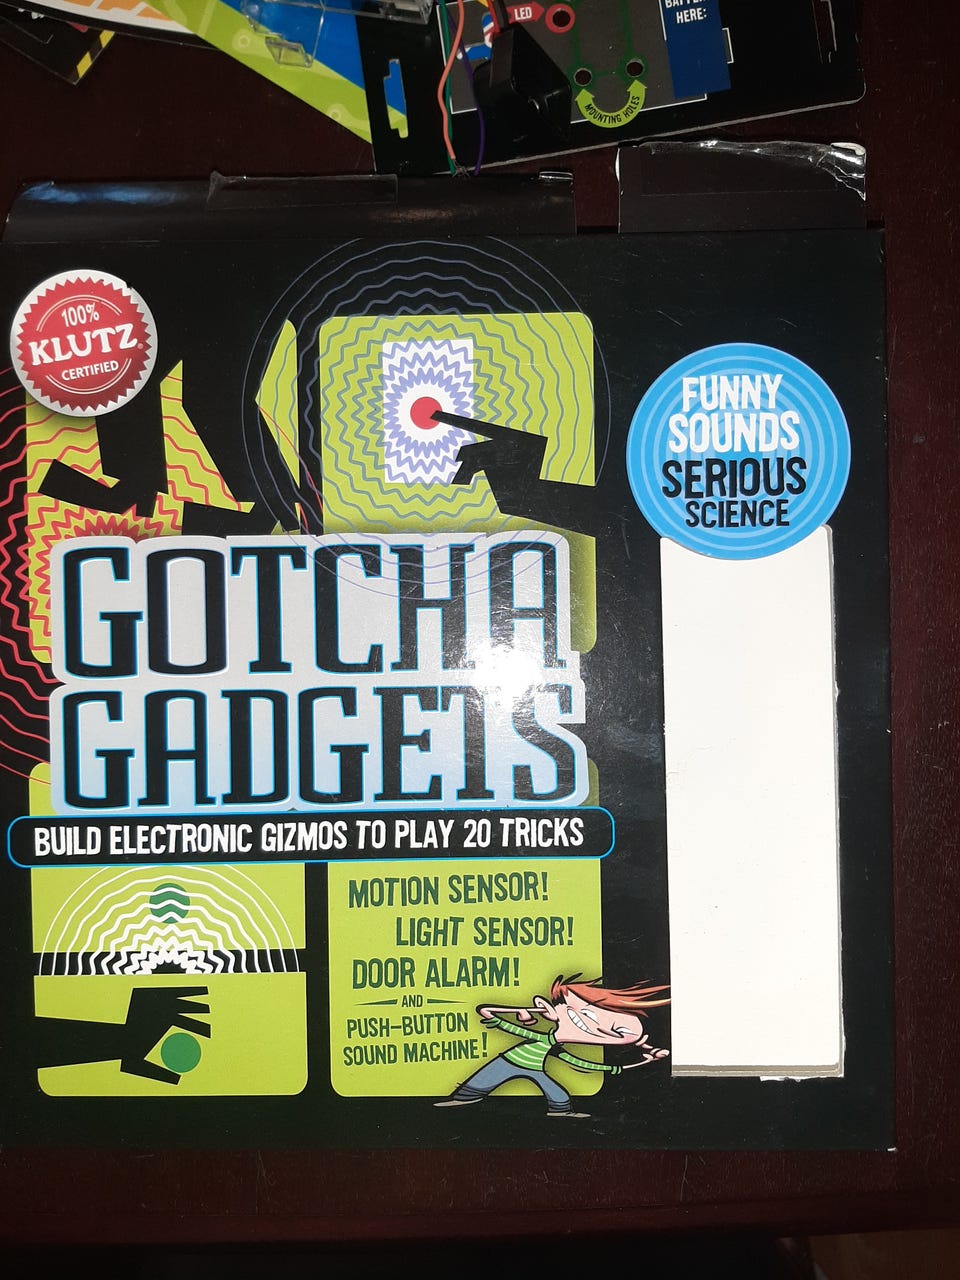 LED
HERE:
MOUNTING HOLES
100%
KLUTZ®
CERTIFIED
FUNNY
SOUNDS
SERIOUS
SCIENCE
GOTCHA
GADGETS
BUILD ELECTRONIC GIZMOS TO PLAY 20 TRICKS
MOTION SENSOR!
LIGHT SENSOR!
DOOR ALARM!
AND
PUSH-BUTTON
SOUND MACHINE!